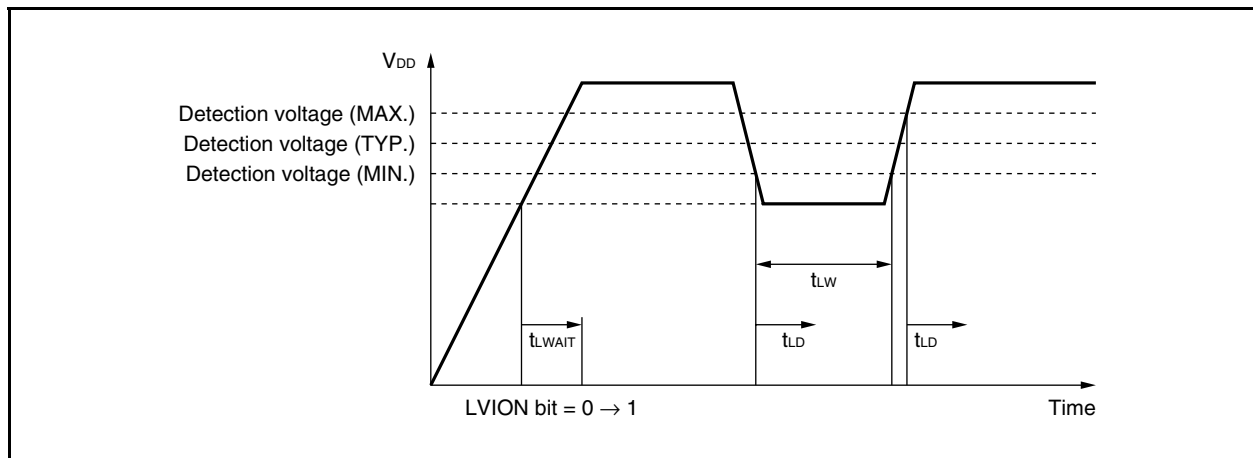 VDD
Detection voltage (MAX.)
Detection voltage (TYP.)
Detection voltage (MIN.)
tLW
tLWAIT
tLD
tLD
LVION bit = 0 → 1
Time